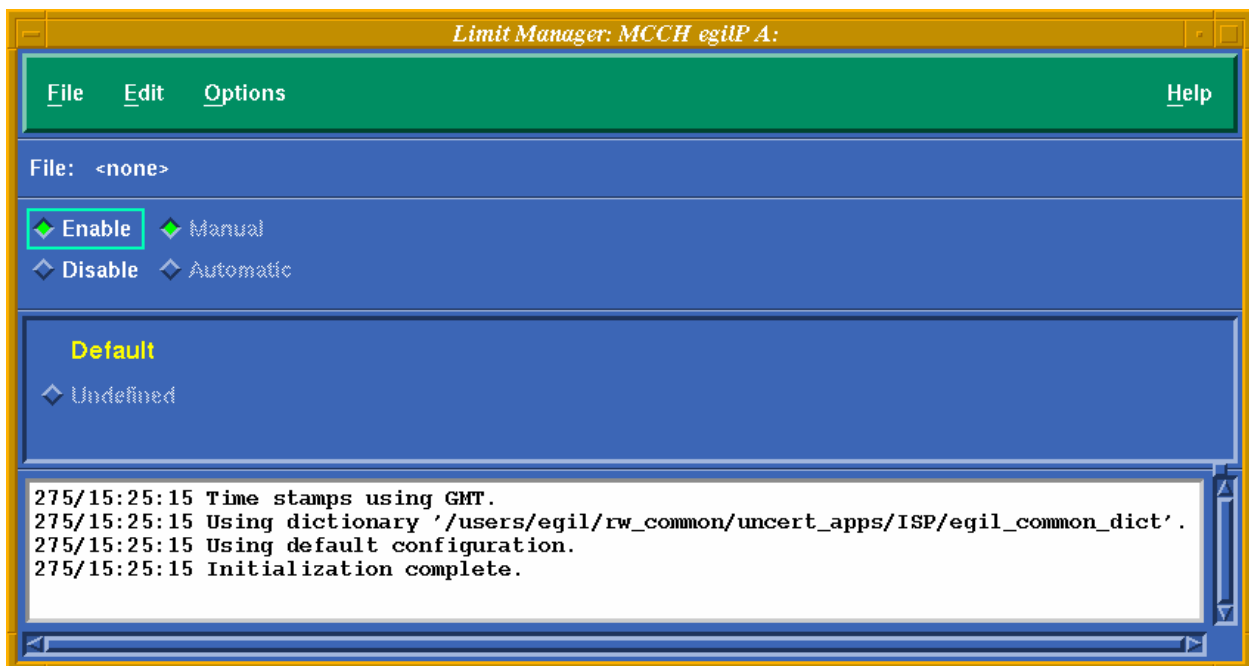 Limit Manager: MCCH egilP A:
File Edit Options Help
File: <none>
Enable Manual
Disable Automatic
Default
Undefined
275/15:25:15 Time stamps using GMT.
275/15:25:15 Using dictionary '/users/egil/rw_common/uncert_apps/ISP/egil_common_dict'.
275/15:25:15 Using default configuration.
275/15:25:15 Initialization complete.